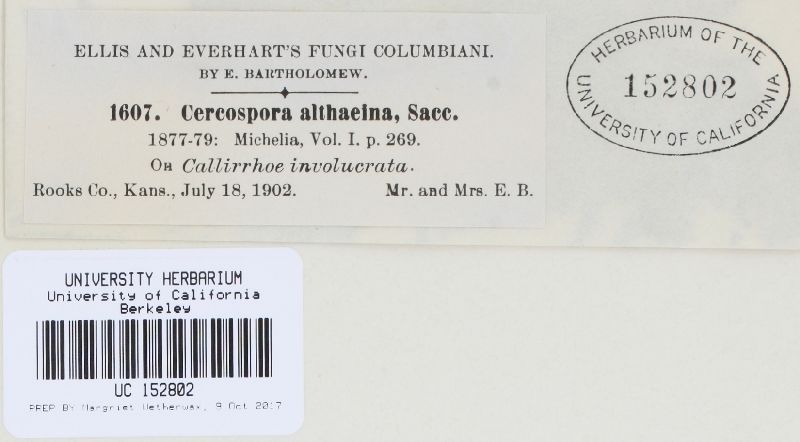 ELLIS AND EVERHART'S FUNGI COLUMBIANI.
BY E. BARTHOLOMEW.
1607. Cercospora althaeina, Sacc.
1877-79: Michelia, Vol. I. p. 269.
On Callirrhoe involucrata.
Rooks Co., Kans., July 18, 1902. Mr. and Mrs. E. B.
HERBARIUM OF THE
152802
UNIVERSITY OF CALIFORNIA
UNIVERSITY HERBARIUM
University of California
Berkeley
UC 152802
PREP BY Margriet Wetherwax, 9 Oct 2017